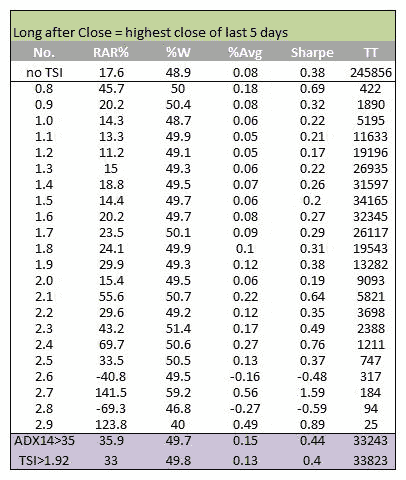 Long after Close = highest close of last 5 days
No. RAR% %W %Avg Sharpe TT
no TSI 17.6 48.9 0.08 0.38 245856
0.8 45.7 50 0.18 0.69 422
0.9 20.2 50.4 0.08 0.32 1890
1.0 14.3 48.7 0.06 0.22 5195
1.1 13.3 49.9 0.05 0.21 11633
1.2 11.2 49.1 0.05 0.17 19196
1.3 15 49.3 0.06 0.22 26935
1.4 18.8 49.5 0.07 0.26 31597
1.5 14.4 49.7 0.06 0.2 34165
1.6 20.2 49.7 0.08 0.27 32345
1.7 23.5 50.1 0.09 0.29 26117
1.8 24.1 49.9 0.1 0.31 19543
1.9 29.9 49.3 0.12 0.38 13282
2.0 15.4 49.5 0.06 0.19 9093
2.1 55.6 50.7 0.22 0.64 5821
2.2 29.6 49.2 0.12 0.35 3698
2.3 43.2 51.4 0.17 0.49 2388
2.4 69.7 50.6 0.27 0.76 1211
2.5 33.5 50.5 0.13 0.37 747
2.6 -40.8 49.5 -0.16 -0.48 317
2.7 141.5 59.2 0.56 1.59 184
2.8 -69.3 46.8 -0.27 -0.59 94
2.9 123.8 40 0.49 0.89 25
ADX14>35 35.9 49.7 0.15 0.44 33243
TSI>1.92 33 49.8 0.13 0.4 33823